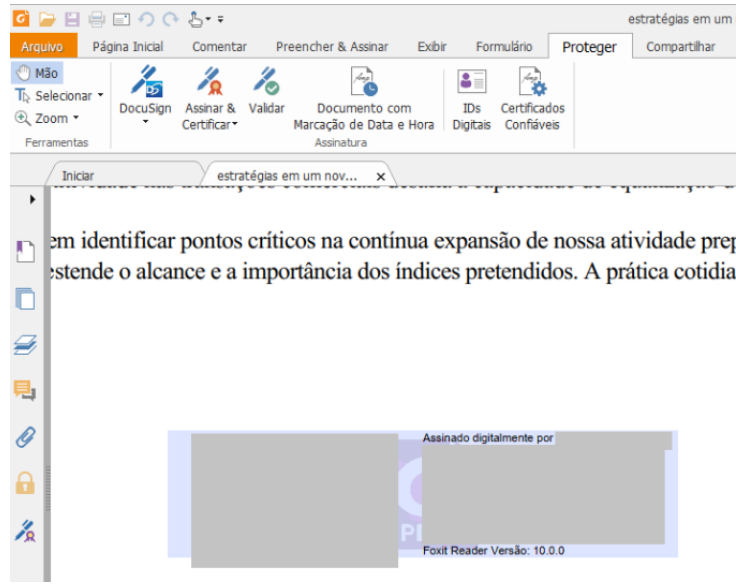 estratégias em um
Arquivo Página Inicial Comentar Preencher & Assinar Exibir Formulário Proteger Compartilhar
Mão
Selecionar
Zoom
Ferramentas
DocuSign
Assinar & Certificar
Validar
Documento com Marcação de Data e Hora
IDs Digitais
Certificados Confiáveis
Assinatura
Iniciar
estratégias em um nov... x
em identificar pontos críticos na contínua expansão de nossa atividade prep
estende o alcance e a importância dos índices pretendidos. A prática cotidia
Assinado digitalmente por
Foxit Reader Versão: 10.0.0